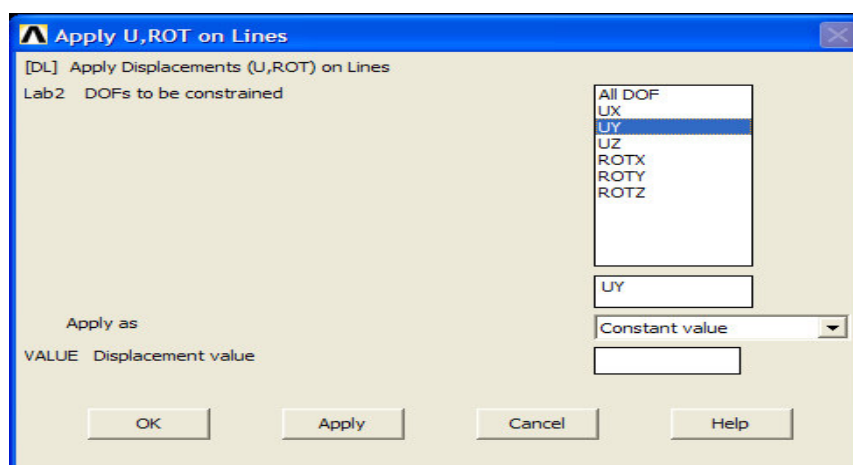 Apply U,ROT on Lines
[DL] Apply Displacements (U,ROT) on Lines
Lab2 DOFs to be constrained
All DOF
UX
UY
UZ
ROTX
ROTY
ROTZ
UY
Apply as
Constant value
VALUE Displacement value
OK Apply Cancel Help